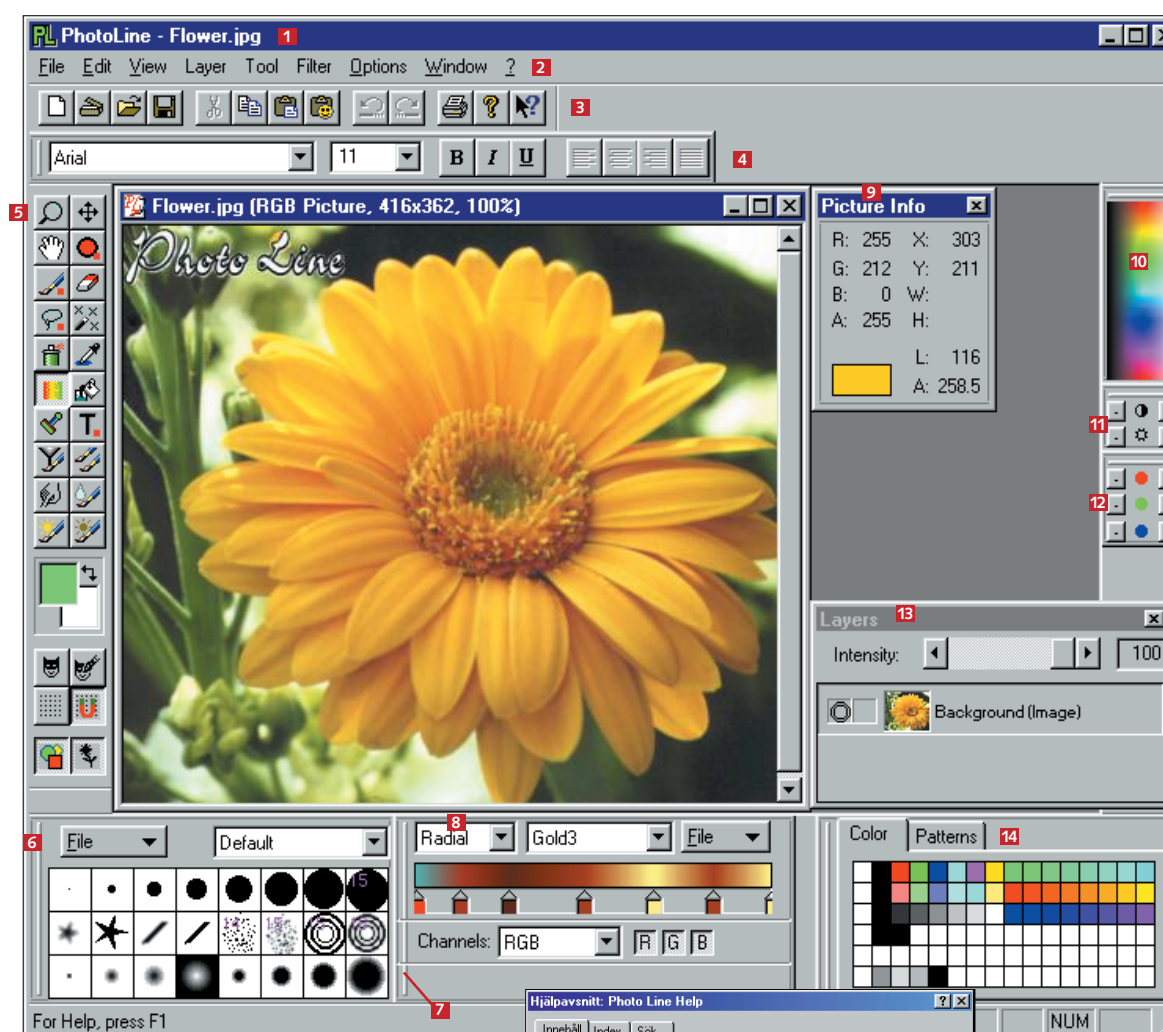 PhotoLine - Flower.jpg 1
File Edit View Layer Tool Filter Options Window ? 2
3
Arial 11 B I U 4
5
Flower.jpg (RGB Picture, 416x362, 100%)
Photo Line
T
9
Picture Info
R: 255 X: 303
G: 212 Y: 211
B: 0 W:
A: 255 H:
L: 116
A: 258.5
10
11
12
Layers 13
Intensity: 100
Background (Image)
6 File Default
15
8
Radial Gold3 File
Channels: RGB R G B
7
Color Patterns 14
Hjälpavsnitt: Photo Line Help
Innehåll Index Sök
For Help, press F1
NUM